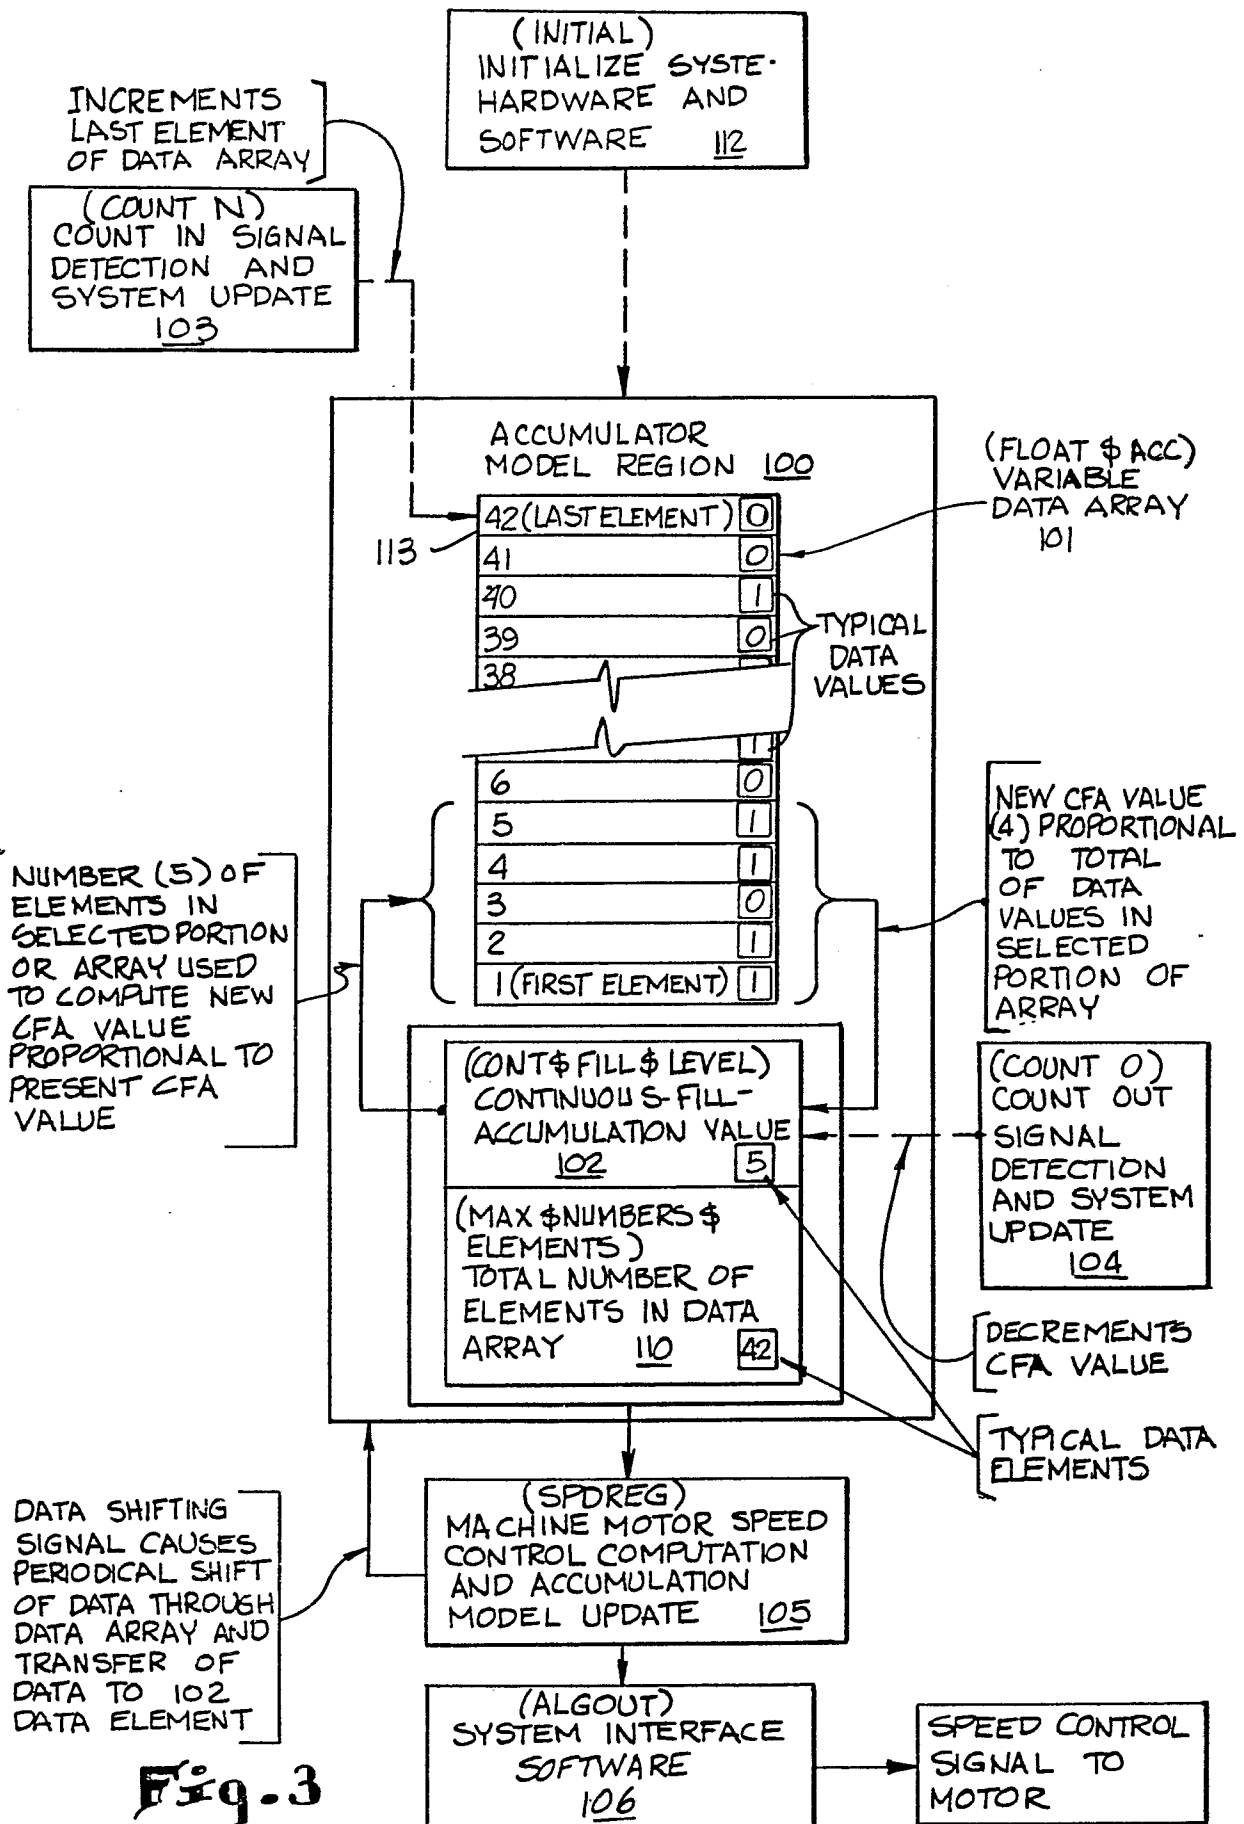 (INITIAL)
INITIALIZE SYSTE-
HARDWARE AND
SOFTWARE 112
INCREMENTS
LAST ELEMENT
OF DATA ARRAY
(COUNT N)
COUNT IN SIGNAL
DETECTION AND
SYSTEM UPDATE
103
ACCUMULATOR
MODEL REGION 100
(FLOAT $ ACC)
VARIABLE
DATA ARRAY
101
113
42 (LAST ELEMENT) 0
41 0
40 1
39 0
38
TYPICAL
DATA
VALUES
1
6 0
5 1
4 1
3 0
2 1
1 (FIRST ELEMENT) 1
NUMBER (5) OF
ELEMENTS IN
SELECTED PORTION
OR ARRAY USED
TO COMPUTE NEW
CFA VALUE
PROPORTIONAL TO
PRESENT CFA
VALUE
NEW CFA VALUE
(4) PROPORTIONAL
TO TOTAL
OF DATA
VALUES IN
SELECTED
PORTION OF
ARRAY
(CONT $ FILL $ LEVEL)
CONTINUOUS-FILL-
ACCUMULATION VALUE
102 5
(MAX $NUMBERS $
ELEMENTS)
TOTAL NUMBER OF
ELEMENTS IN DATA
ARRAY 110 42
(COUNT O)
COUNT OUT
SIGNAL
DETECTION
AND SYSTEM
UPDATE
104
DECREMENTS
CFA VALUE
TYPICAL DATA
ELEMENTS
DATA SHIFTING
SIGNAL CAUSES
PERIODICAL SHIFT
OF DATA THROUGH
DATA ARRAY AND
TRANSFER OF
DATA TO 102
DATA ELEMENT
(SPDREG)
MACHINE MOTOR SPEED
CONTROL COMPUTATION
AND ACCUMULATION
MODEL UPDATE 105
(ALGOUT)
SYSTEM INTERFACE
SOFTWARE
106
SPEED CONTROL
SIGNAL TO
MOTOR
Fig. 3